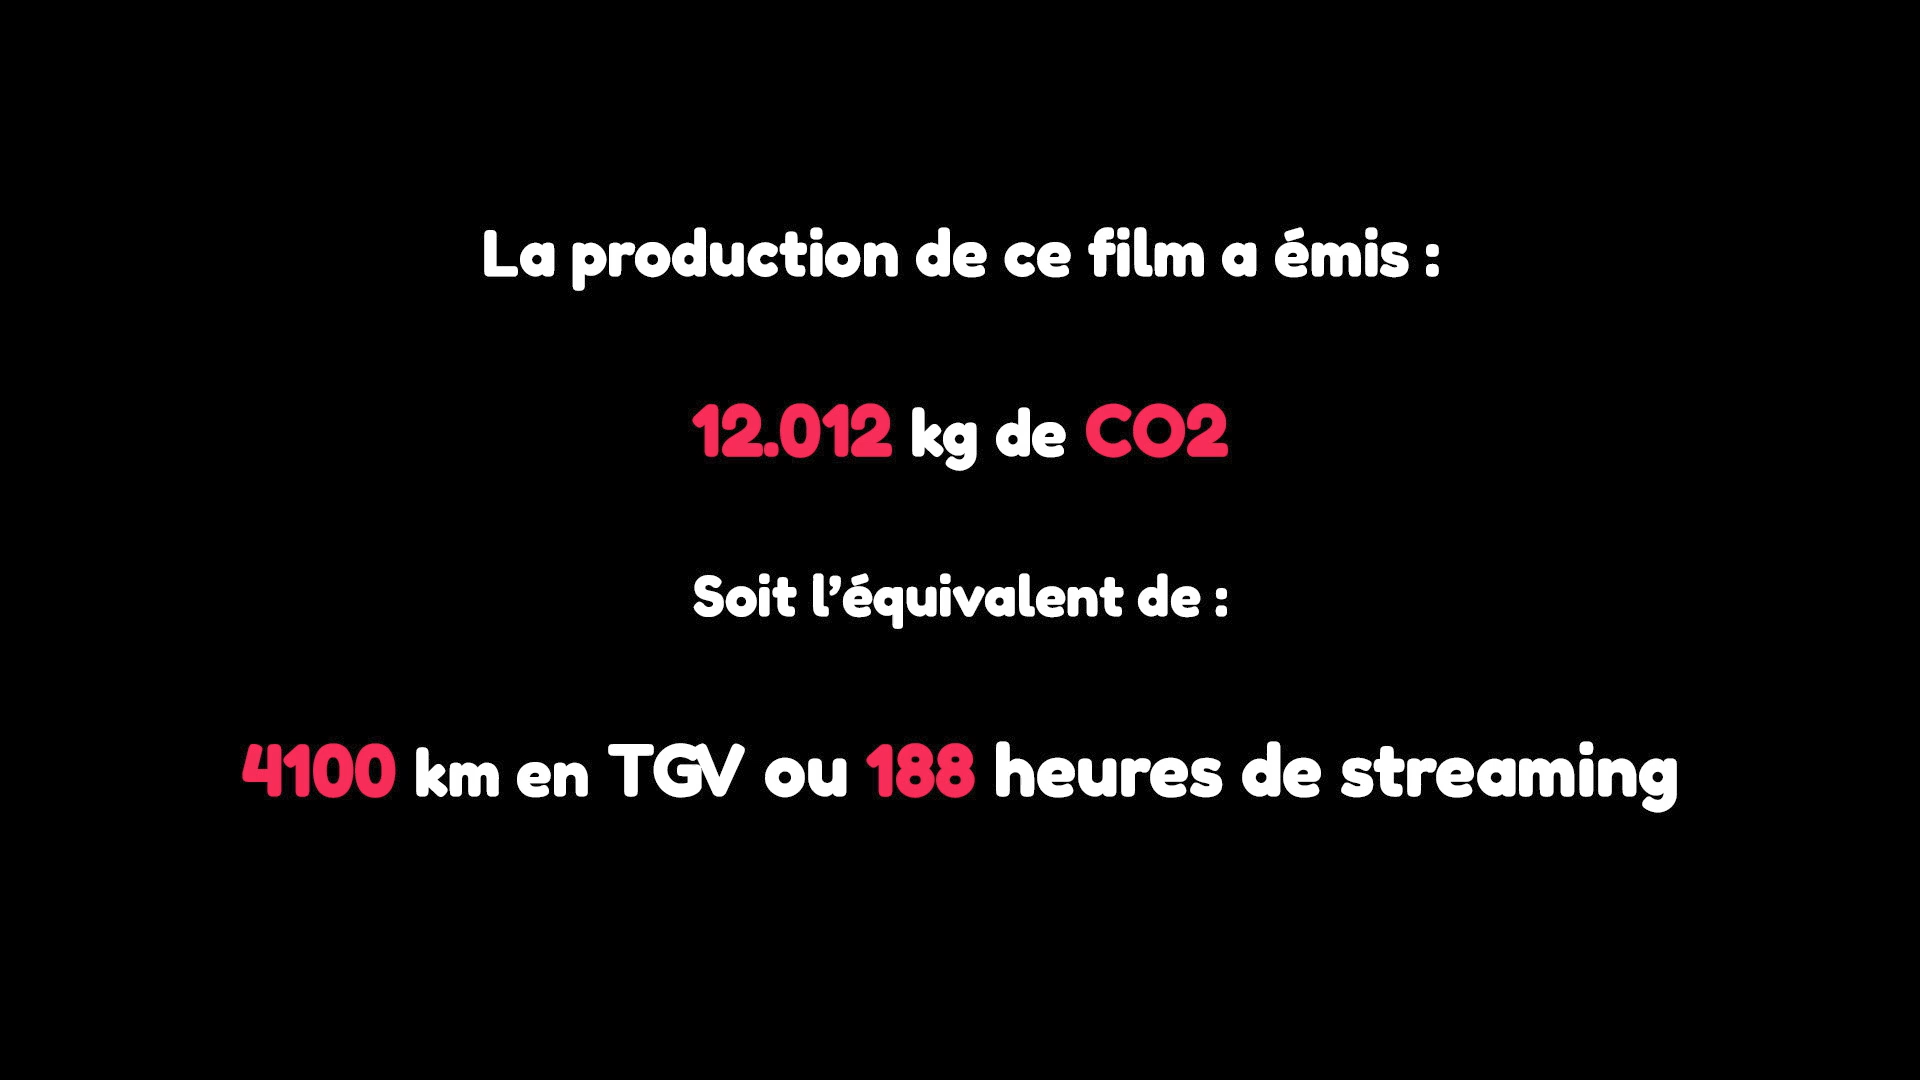 La production de ce film a émis :
12.012 kg de CO2
Soit l’équivalent de :
4100 km en TGV ou 188 heures de streaming